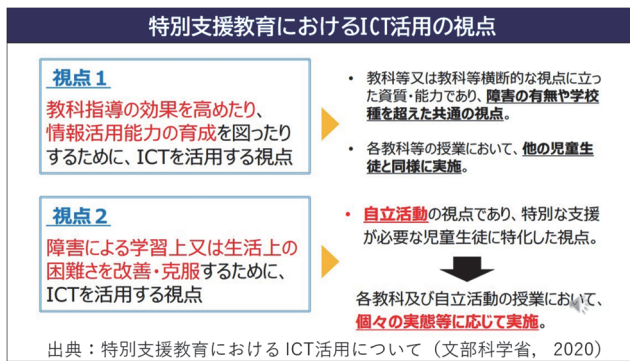 特別支援教育におけるICT活用の視点
視点1
教科指導の効果を高めたり、
情報活用能力の育成を図ったり
するために、ICTを活用する視点
• 教科等又は教科等横断的な視点に立っ
た資質・能力であり、障害の有無や学校
種を超えた共通の視点。
• 各教科等の授業において、他の児童生
徒と同様に実施。
視点2
障害による学習上又は生活上の
困難さを改善・克服するために、
ICTを活用する視点
• 自立活動の視点であり、特別な支援
が必要な児童生徒に特化した視点。
各教科及び自立活動の授業において、
個々の実態等に応じて実施。
出典：特別支援教育におけるICT活用について（文部科学省， 2020）